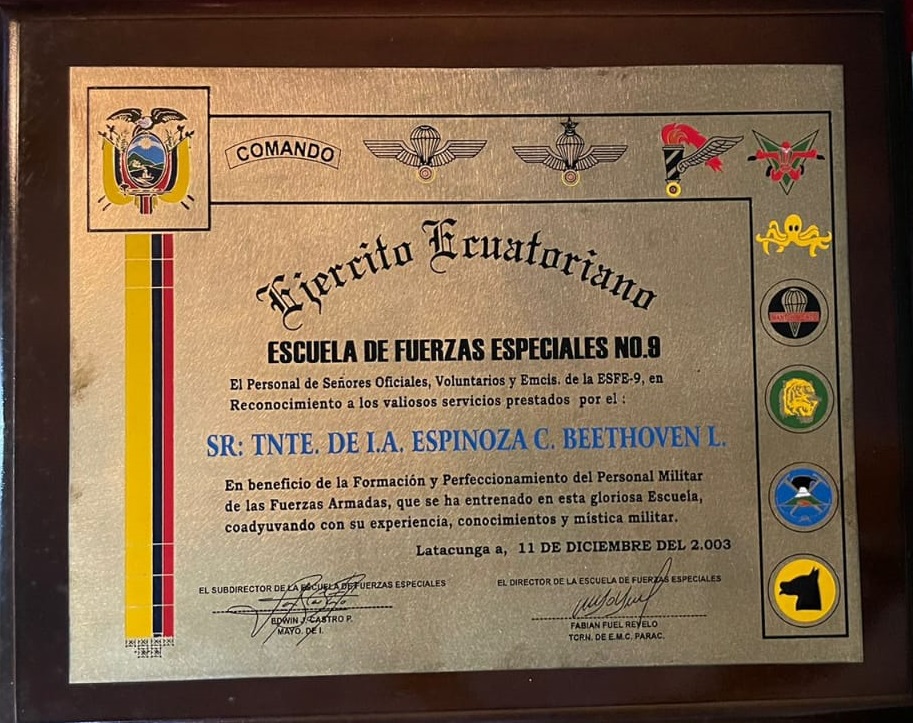 COMANDO
Ejercito Ecuatoriano
ESCUELA DE FUERZAS ESPECIALES NO.9
El Personal de Señores Oficiales, Voluntarios y Emcis. de la ESFE-9, en
Reconocimiento a los valiosos servicios prestados por el :
SR: TNTE. DE I.A. ESPINOZA C. BEETHOVEN L.
En beneficio de la Formación y Perfeccionamiento del Personal Militar
de las Fuerzas Armadas, que se ha entrenado en esta gloriosa Escuela,
coadyuvando con su experiencia, conocimientos y mistica militar.
Latacunga a, 11 DE DICIEMBRE DEL 2.003
EL SUBDIRECTOR DE LA ESCUELA DE FUERZAS ESPECIALES
EDWIN J. CASTRO P.
MAYO. DE I.
EL DIRECTOR DE LA ESCUELA DE FUERZAS ESPECIALES
FABIAN FUEL REVELO
TCRN. DE E.M.C. PARAC.